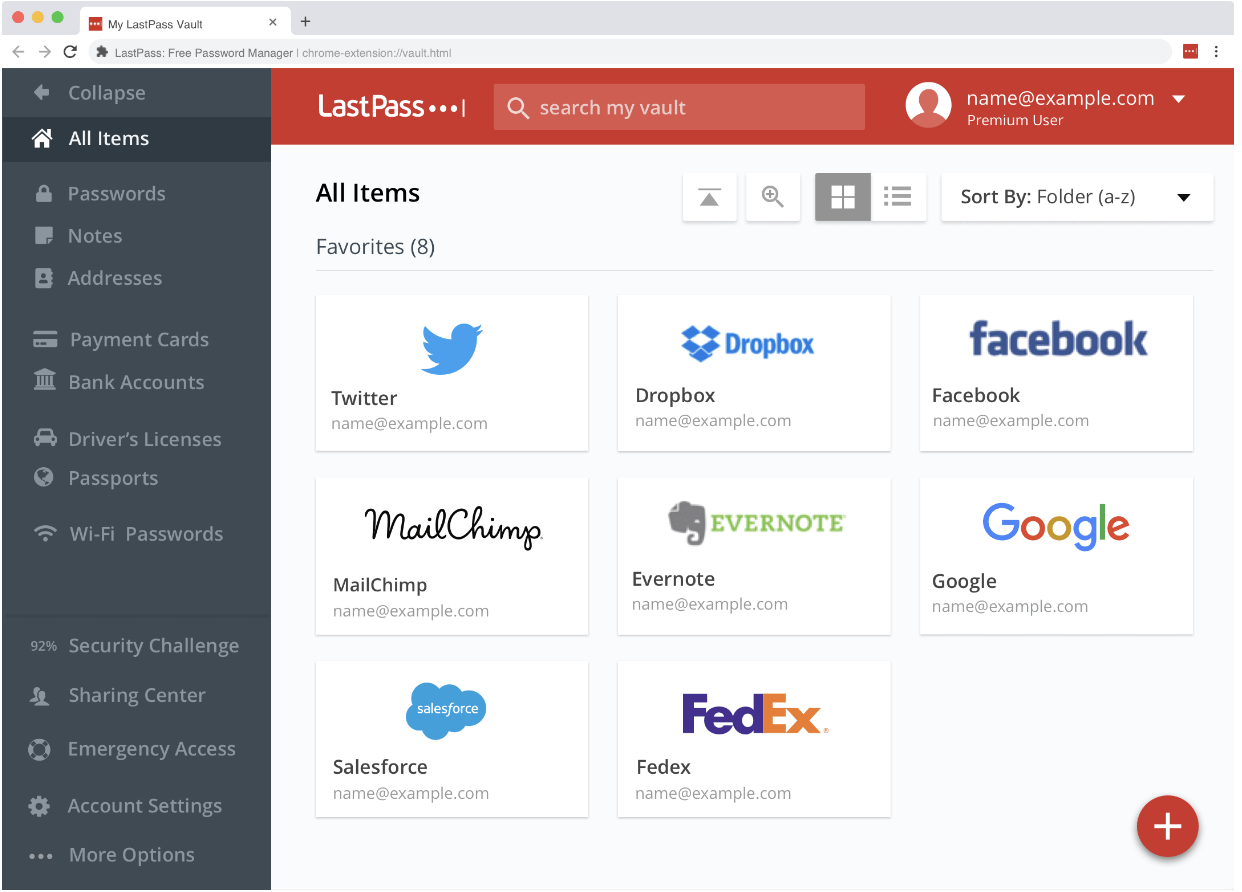 My LastPass Vault
LastPass: Free Password Manager | chrome-extension://vault.html
Collapse
All Items
Passwords
Notes
Addresses
Payment Cards
Bank Accounts
Driver’s Licenses
Passports
Wi-Fi Passwords
92% Security Challenge
Sharing Center
Emergency Access
Account Settings
More Options
LastPass
search my vault
name@example.com
Premium User
All Items
Sort By: Folder (a-z)
Favorites (8)
Twitter
name@example.com
Dropbox
Dropbox
name@example.com
facebook
Facebook
name@example.com
MailChimp
MailChimp
name@example.com
EVERNOTE
Evernote
name@example.com
Google
Google
name@example.com
salesforce
Salesforce
name@example.com
FedEx®
Fedex
name@example.com